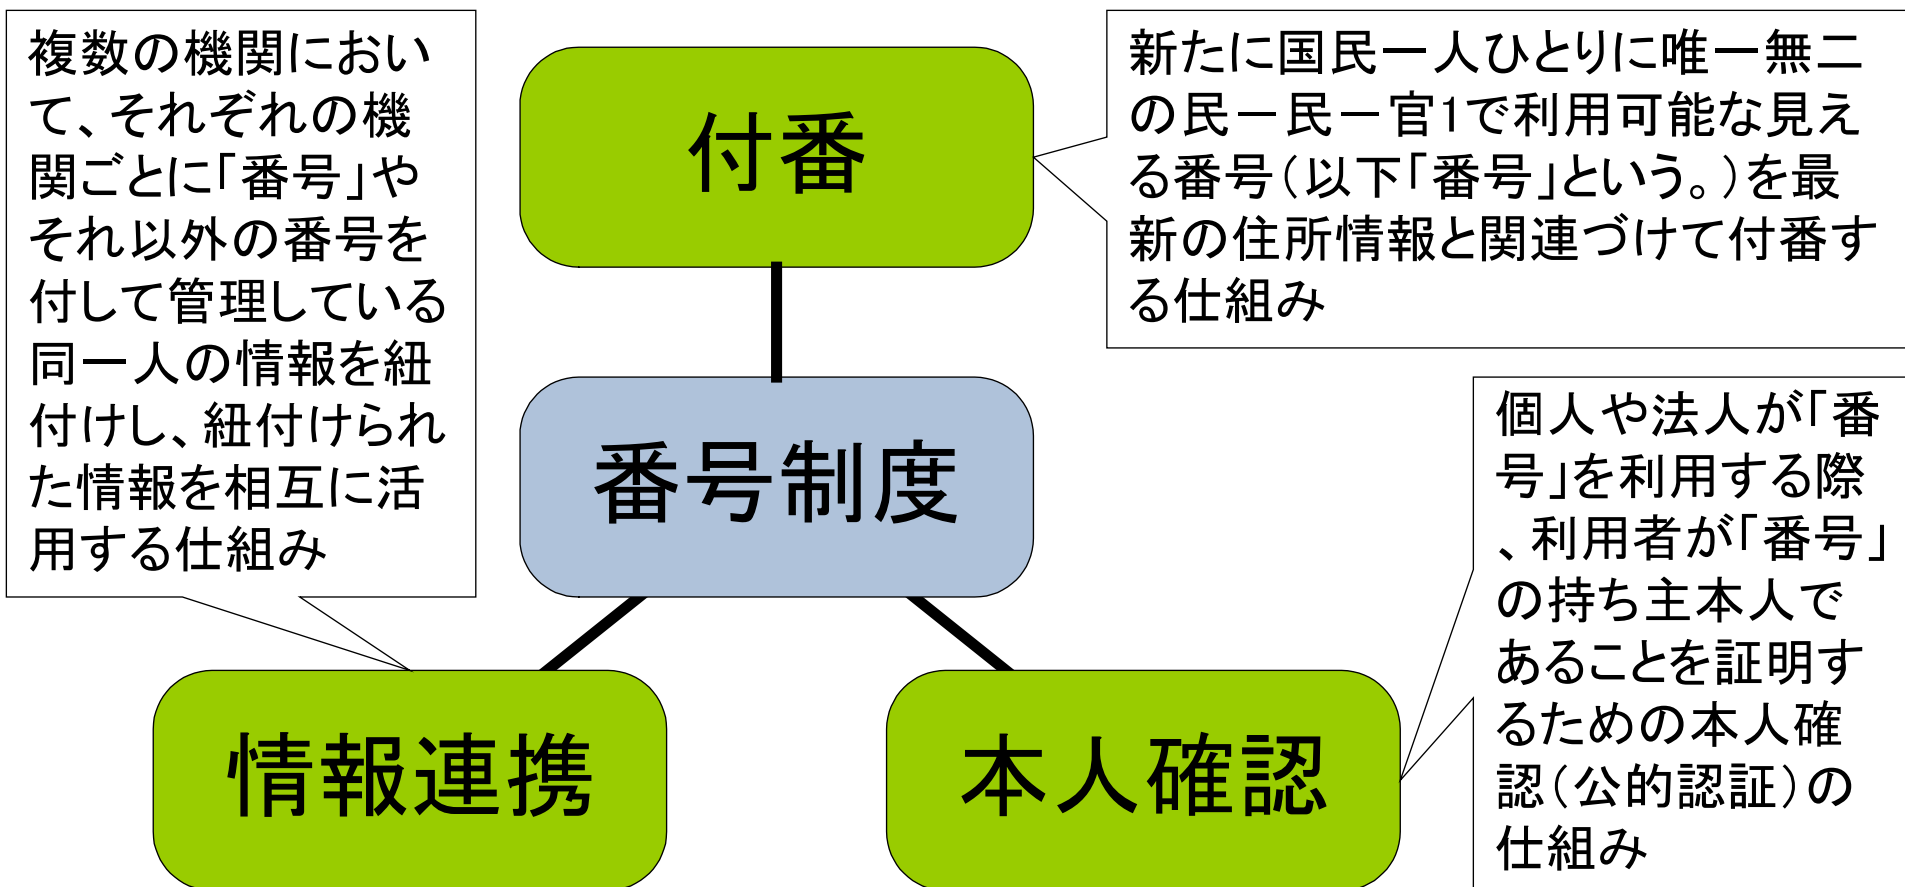 複数の機関におい
て、それぞれの機
関ごとに「番号」や
それ以外の番号を
付して管理している
同一人の情報を紐
付けし、紐付けられ
た情報を相互に活
用する仕組み
付番
新たに国民一人ひとりに唯一無二
の民－民－官1で利用可能な見え
る番号（以下「番号」という。）を最
新の住所情報と関連づけて付番す
る仕組み
番号制度
個人や法人が「番
号」を利用する際
、利用者が「番号」
の持ち主本人で
あることを証明す
るための本人確
認（公的認証）の
仕組み
情報連携
本人確認